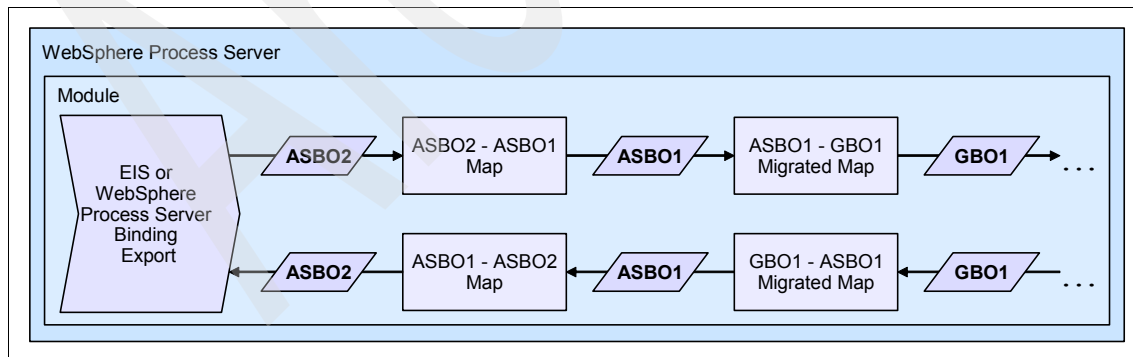 WebSphere Process Server
Module
EIS or
WebSphere
Process Server
Binding
Export
ASBO2
ASBO2 - ASBO1
Map
ASBO1
ASBO1 - GBO1
Migrated Map
GBO1
. . .
ASBO2
ASBO1 - ASBO2
Map
ASBO1
GBO1 - ASBO1
Migrated Map
GBO1
. . .